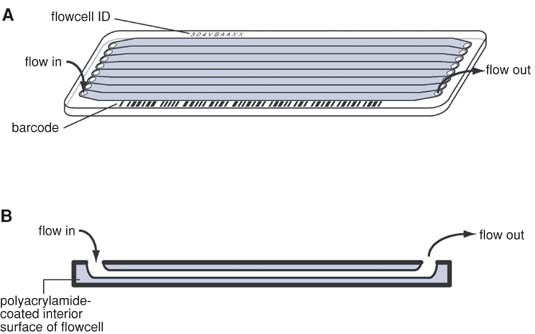 A
flowcell ID
304VBAAXX
flow in
flow out
barcode
B
flow in
flow out
polyacrylamide-
coated interior
surface of flowcell